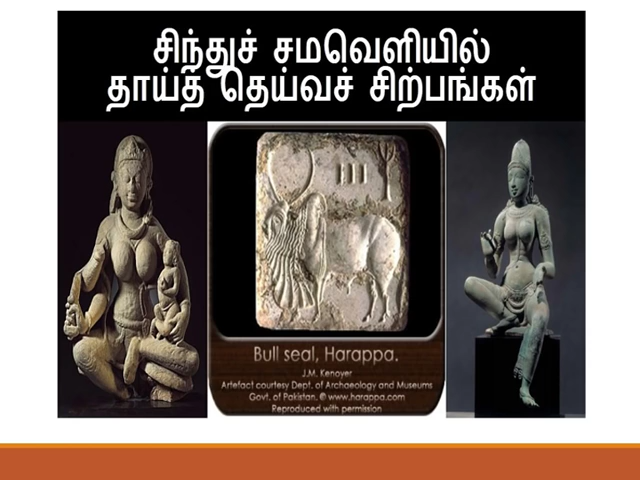 சிந்துச் சமவெளியில்
தாய்த் தெய்வச் சிற்பங்கள்
Bull seal, Harappa.
J.M. Kenoyer
Artefact courtesy Dept. of Archaeology and Museums
Govt. of Pakistan. @ www.harappa.com
Reproduced with permission